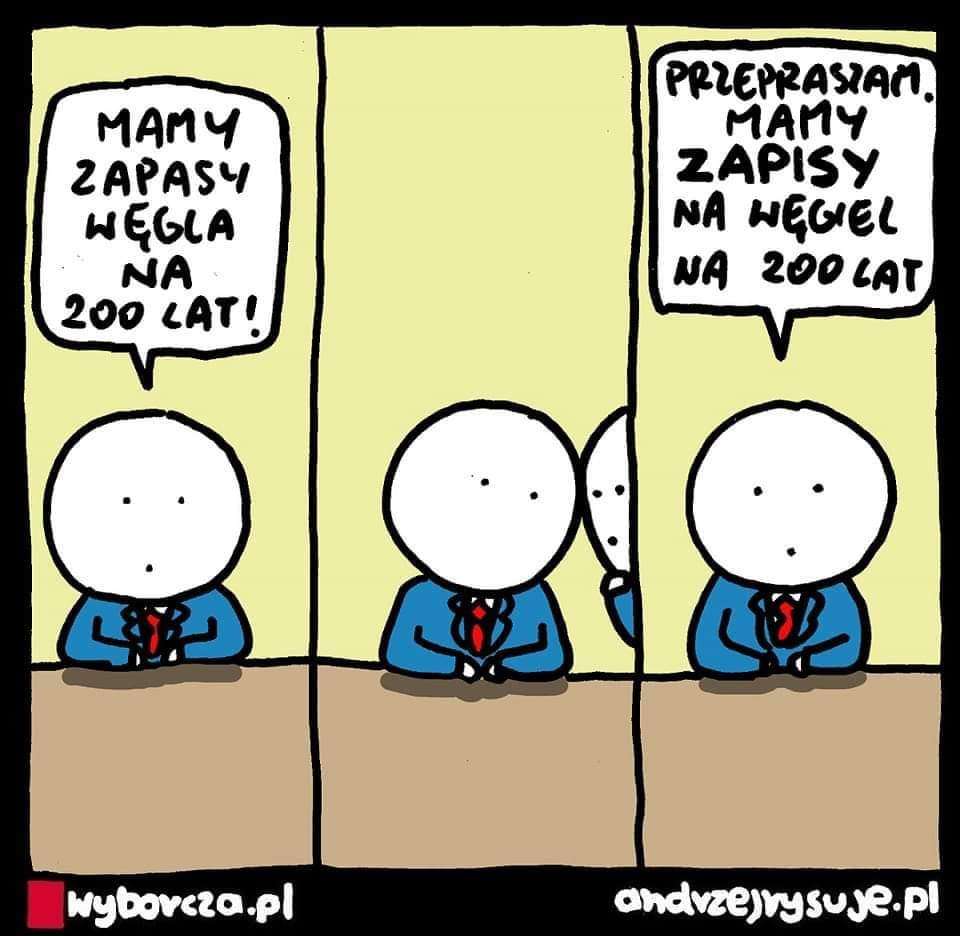 MAMY
ZAPASY
WĘGLA
NA
200 LAT!
PRZEPRASZAM.
MAMY
ZAPISY
NA WĘGIEL
NA 200 LAT
wyborcza.pl
andrzejrysuje.pl